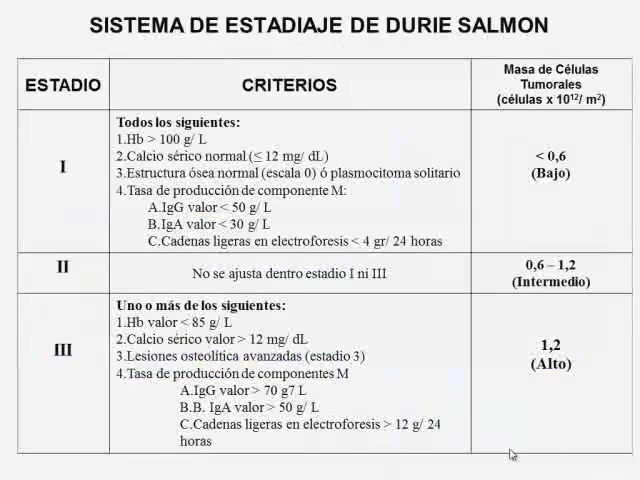 SISTEMA DE ESTADIAJE DE DURIE SALMON
ESTADIO
CRITERIOS
Masa de Células
Tumorales
(células x 10¹²/ m²)
I
Todos los siguientes:
1.Hb > 100 g/ L
2.Calcio sérico normal (≤ 12 mg/ dL)
3.Estructura ósea normal (escala 0) ó plasmocitoma solitario
4.Tasa de producción de componente M:
A.IgG valor < 50 g/ L
B.IgA valor < 30 g/ L
C.Cadenas ligeras en electroforesis < 4 gr/ 24 horas
< 0,6
(Bajo)
II
No se ajusta dentro estadio I ni III
0,6 – 1,2
(Intermedio)
III
Uno o más de los siguientes:
1.Hb valor < 85 g/ L
2.Calcio sérico valor > 12 mg/ dL
3.Lesiones osteolítica avanzadas (estadio 3)
4.Tasa de producción de componentes M
A.IgG valor > 70 g7 L
B.B. IgA valor > 50 g/ L
C.Cadenas ligeras en electroforesis > 12 g/ 24
horas
1,2
(Alto)